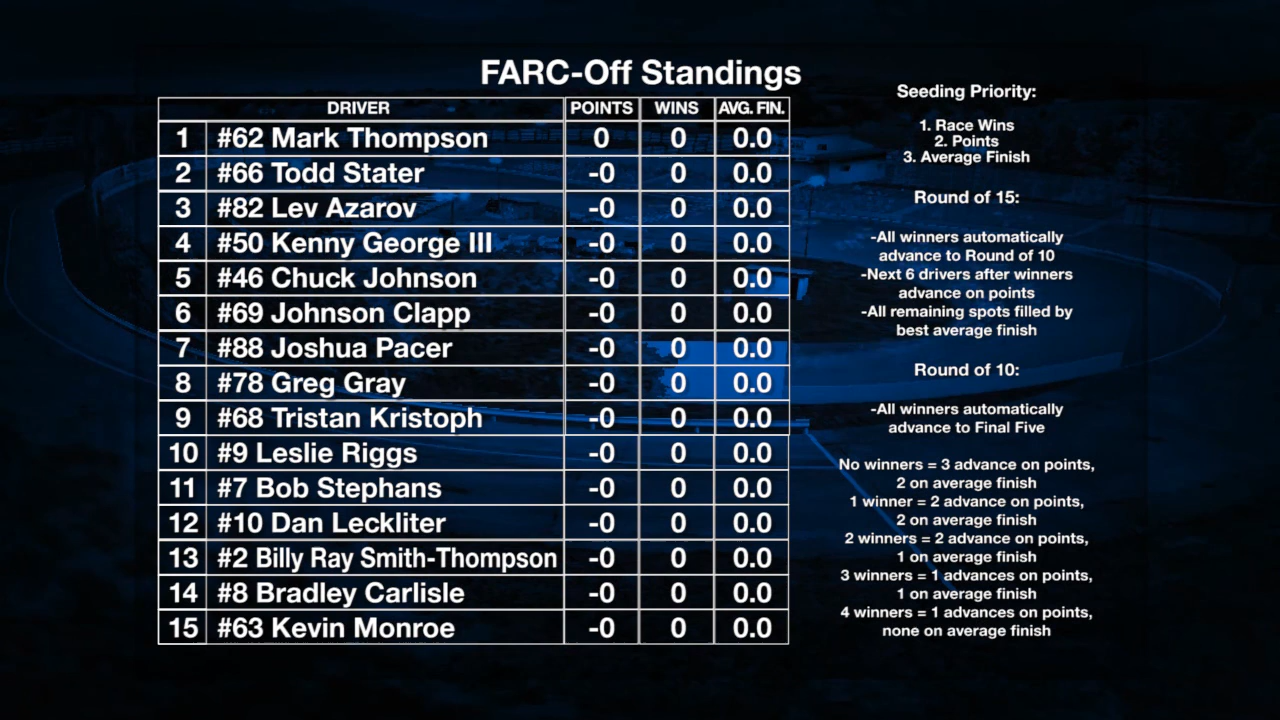 FARC-Off Standings
DRIVER POINTS WINS AVG. FIN.
1 #62 Mark Thompson 0 0 0.0
2 #66 Todd Stater -0 0 0.0
3 #82 Lev Azarov -0 0 0.0
4 #50 Kenny George III -0 0 0.0
5 #46 Chuck Johnson -0 0 0.0
6 #69 Johnson Clapp -0 0 0.0
7 #88 Joshua Pacer -0 0 0.0
8 #78 Greg Gray -0 0 0.0
9 #68 Tristan Kristoph -0 0 0.0
10 #9 Leslie Riggs -0 0 0.0
11 #7 Bob Stephans -0 0 0.0
12 #10 Dan Leckliter -0 0 0.0
13 #2 Billy Ray Smith-Thompson -0 0 0.0
14 #8 Bradley Carlisle -0 0 0.0
15 #63 Kevin Monroe -0 0 0.0
Seeding Priority:
1. Race Wins
2. Points
3. Average Finish
Round of 15:
-All winners automatically
advance to Round of 10
-Next 6 drivers after winners
advance on points
-All remaining spots filled by
best average finish
Round of 10:
-All winners automatically
advance to Final Five
No winners = 3 advance on points,
2 on average finish
1 winner = 2 advance on points,
2 on average finish
2 winners = 2 advance on points,
1 on average finish
3 winners = 1 advances on points,
1 on average finish
4 winners = 1 advances on points,
none on average finish